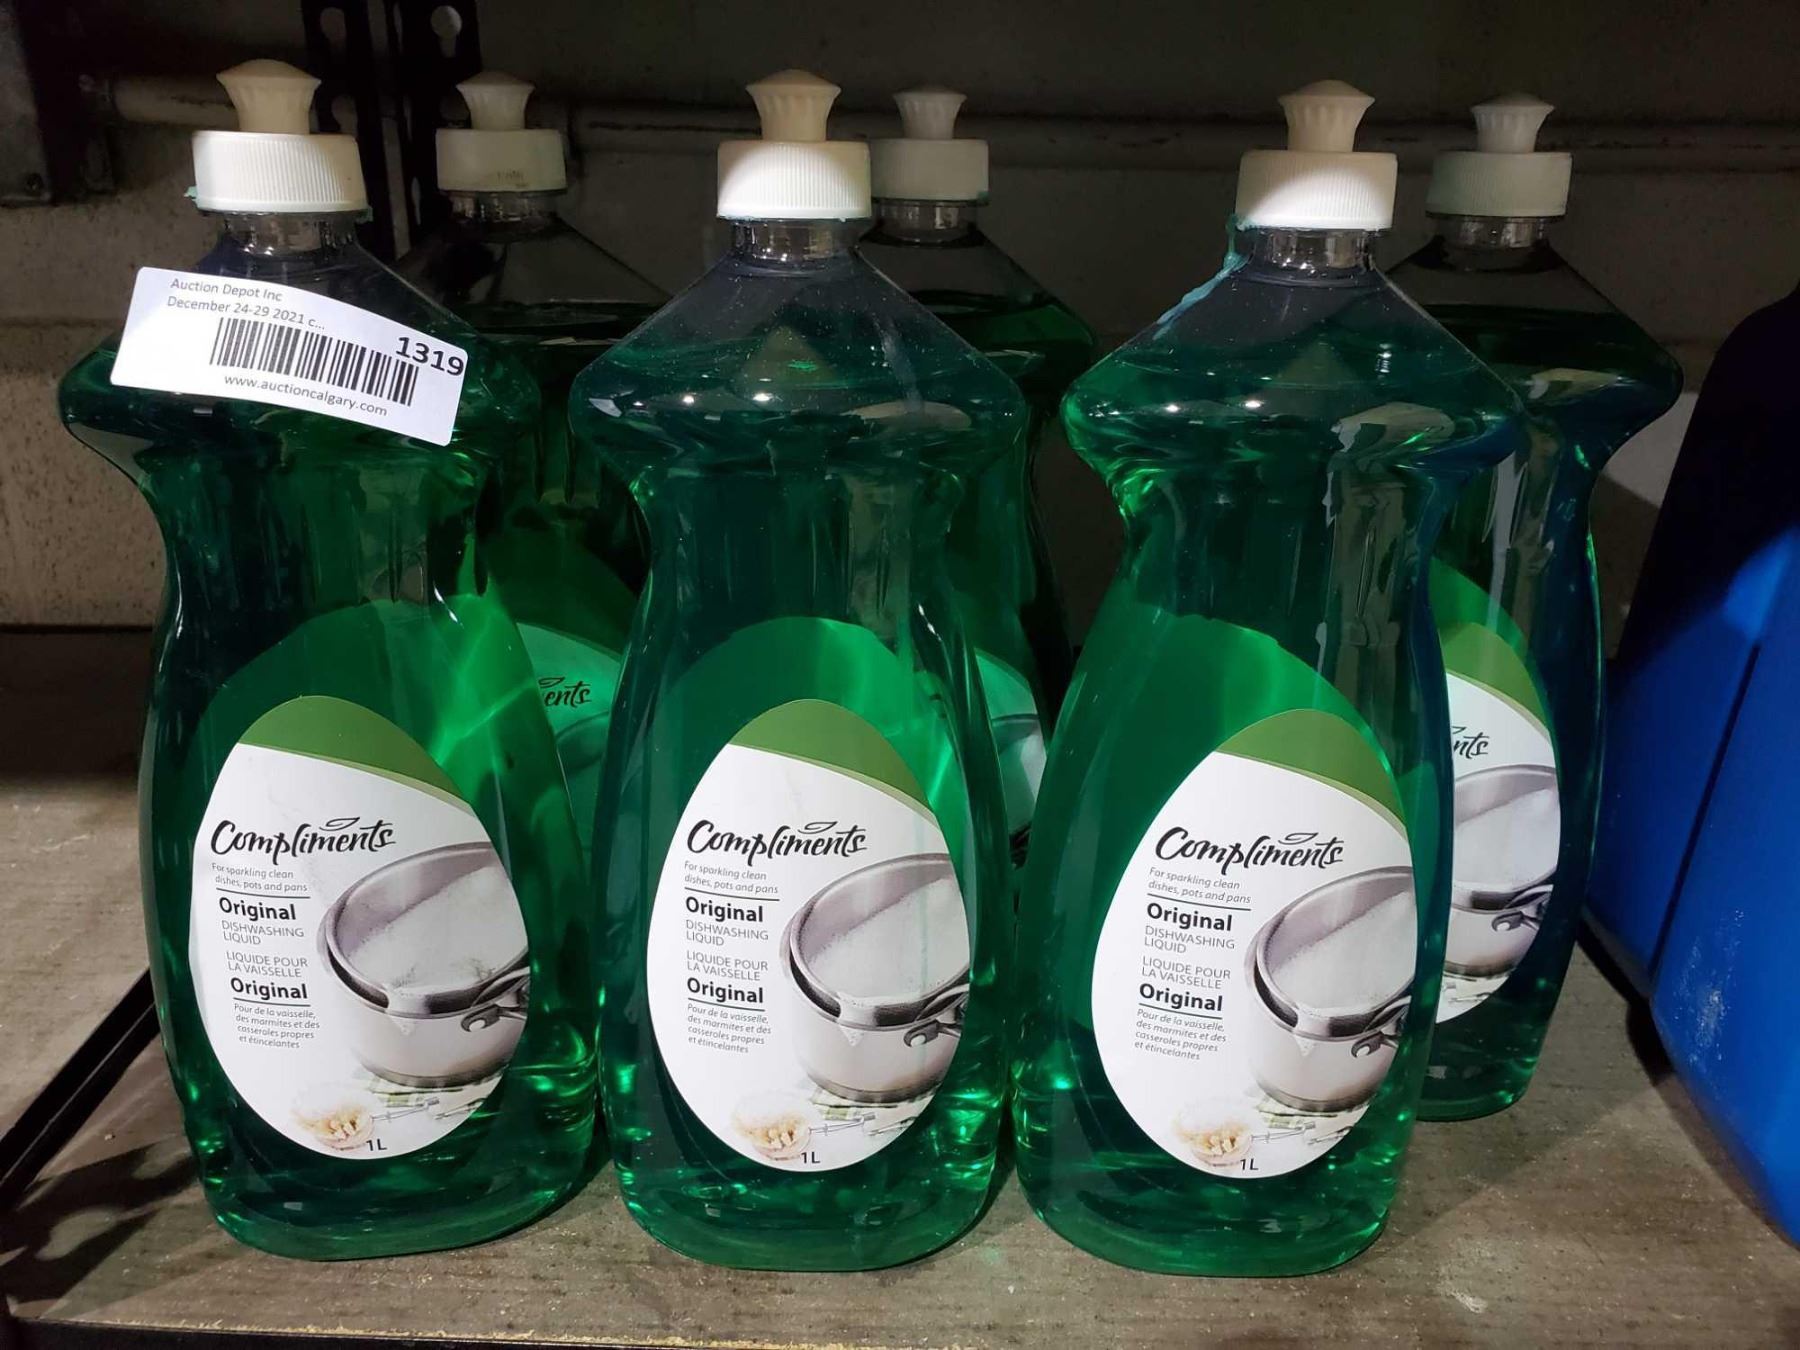 Auction Depot Inc
December 24-29 2021 c...
1319
www.auctioncalgary.com
Compliments
For sparkling clean
dishes, pots and pans
Original
DISHWASHING
LIQUID
LIQUIDE POUR
LA VAISSELLE
Original
Pour de la vaisselle,
des marmites et des
casseroles propres
et étincelantes
1L
ents
Compliments
For sparkling clean
dishes, pots and pans
Original
DISHWASHING
LIQUID
LIQUIDE POUR
LA VAISSELLE
Original
Pour de la vaisselle,
des marmites et des
casseroles propres
et étincelantes
1L
Compliments
For sparkling clean
dishes, pots and pans
Original
DISHWASHING
LIQUID
LIQUIDE POUR
LA VAISSELLE
Original
Pour de la vaisselle,
des marmites et des
casseroles propres
et étincelantes
1L
nts